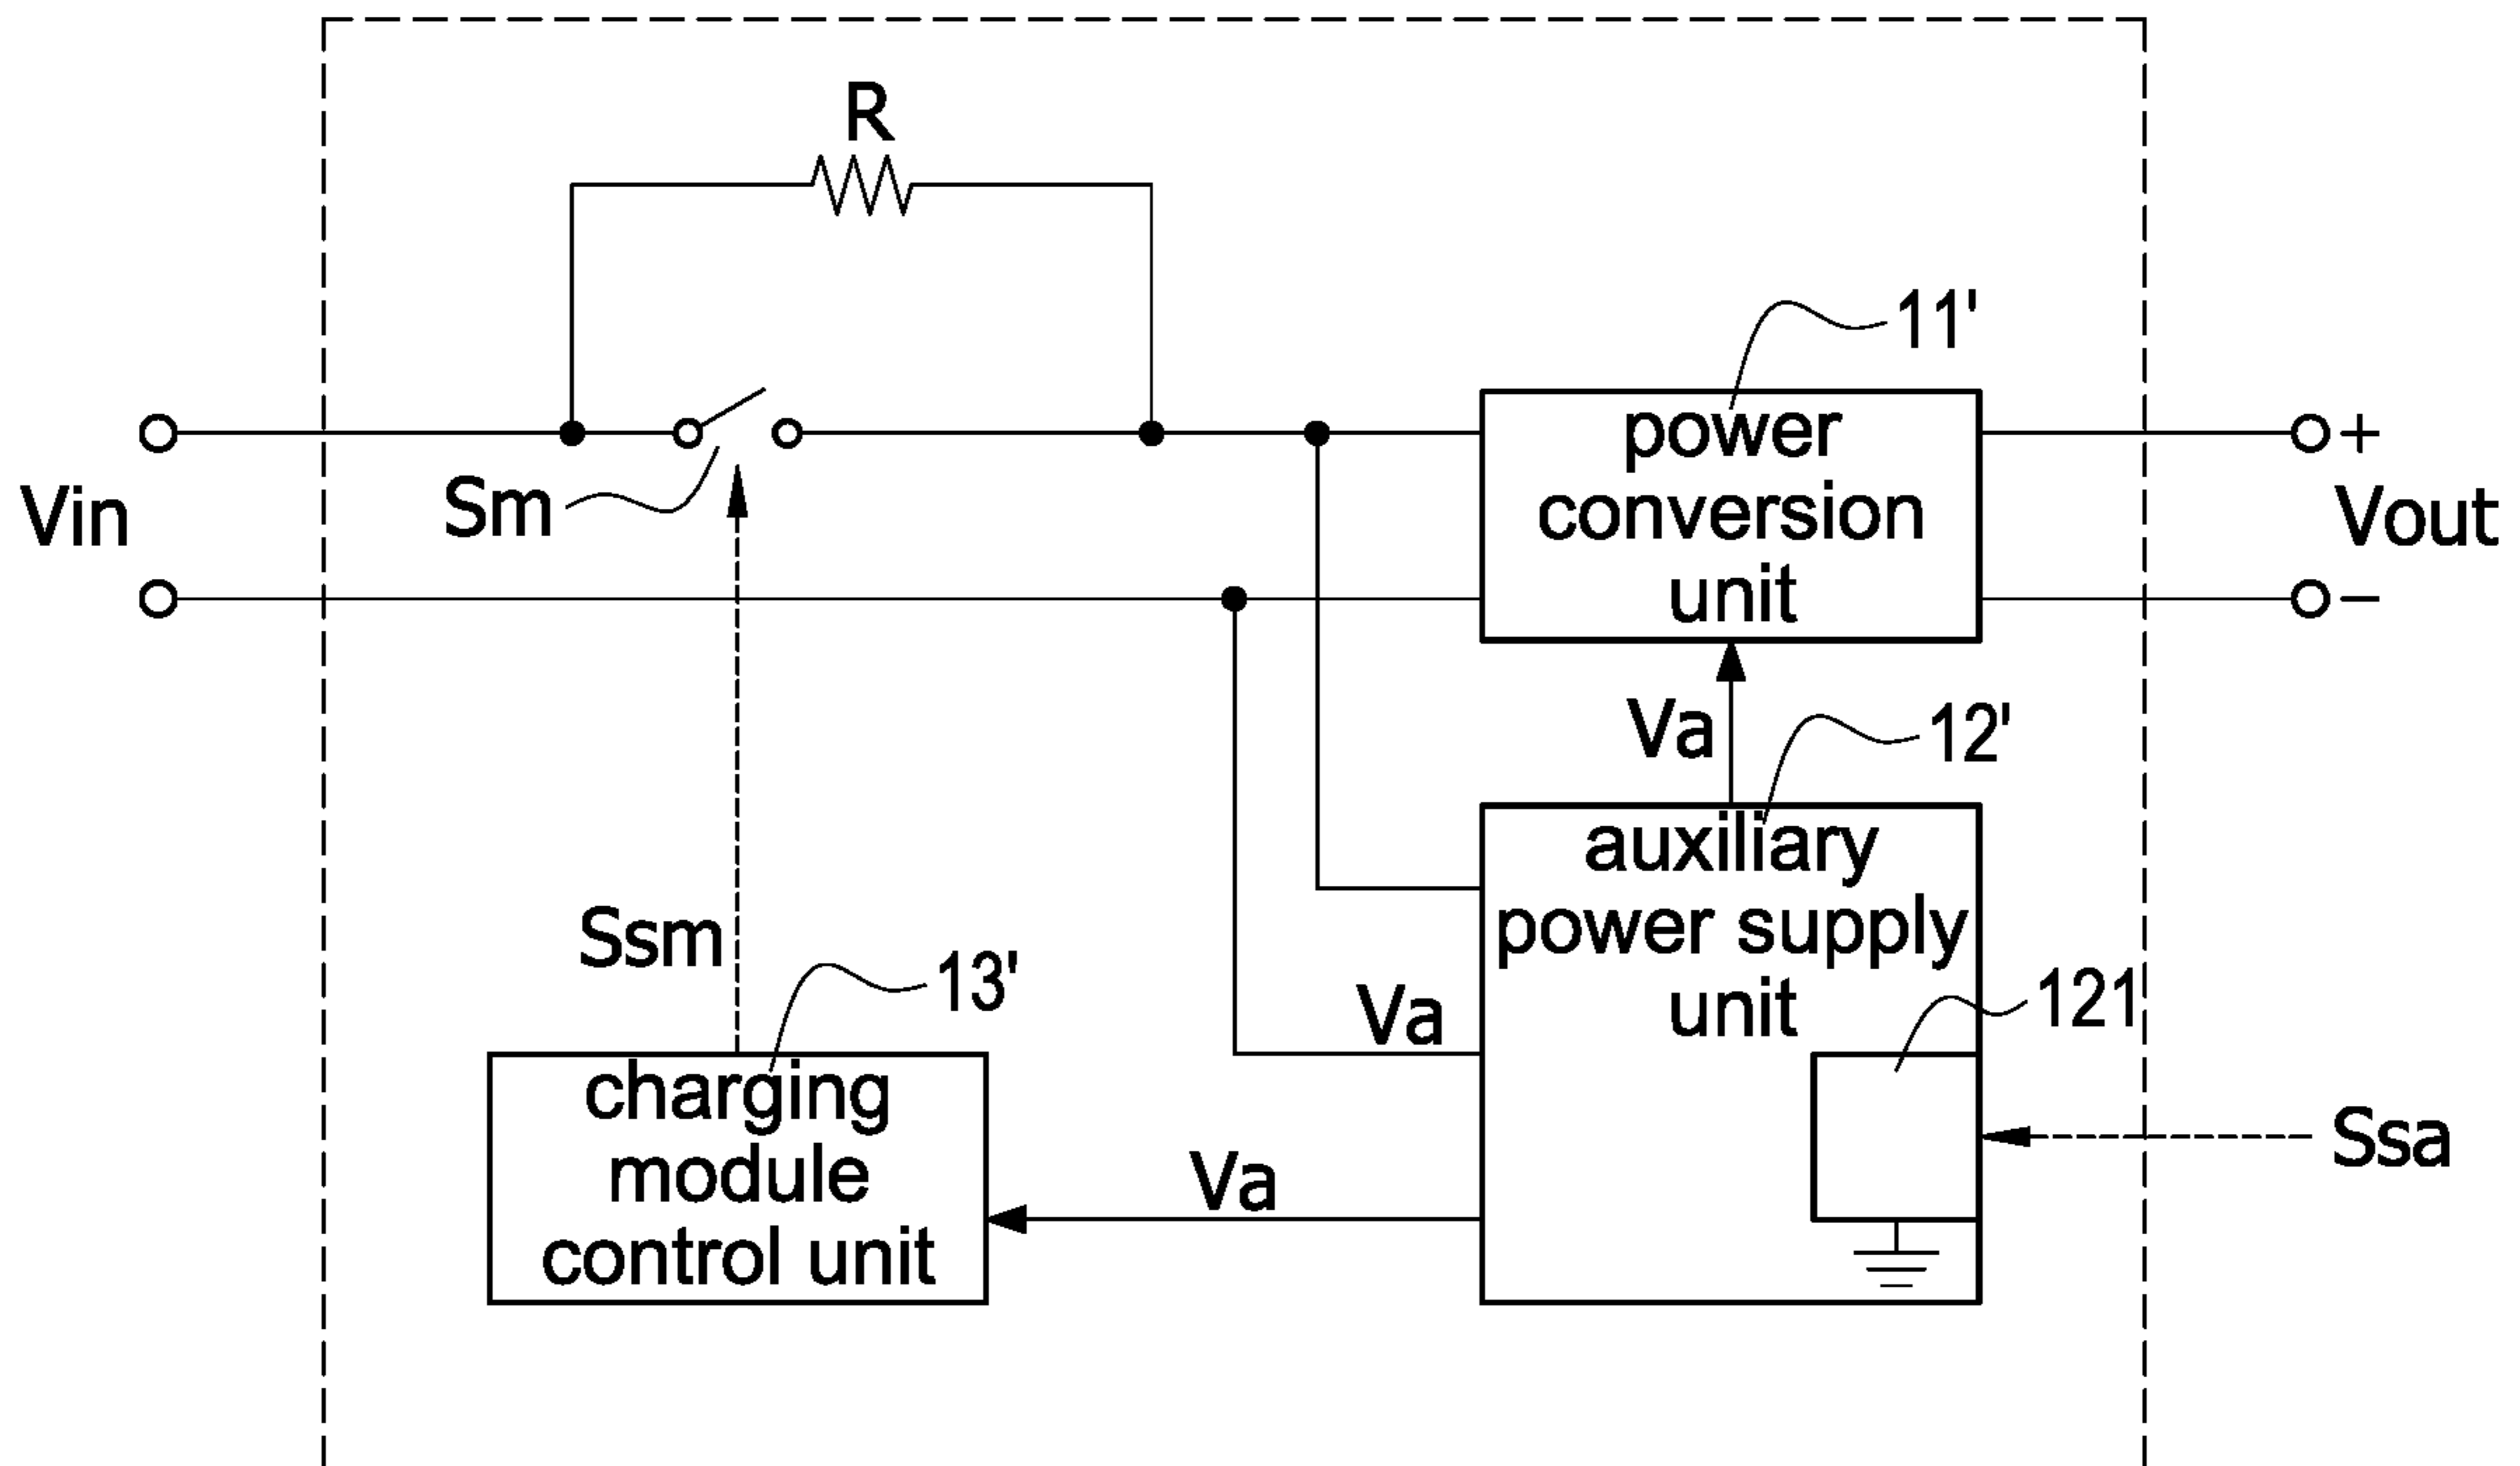 R
11'
+
Vin
Sm
power
conversion
unit
Vout
−
Va
12'
auxiliary
power supply
unit
Ssm
13'
Va
121
charging
module
control unit
Va
Ssa